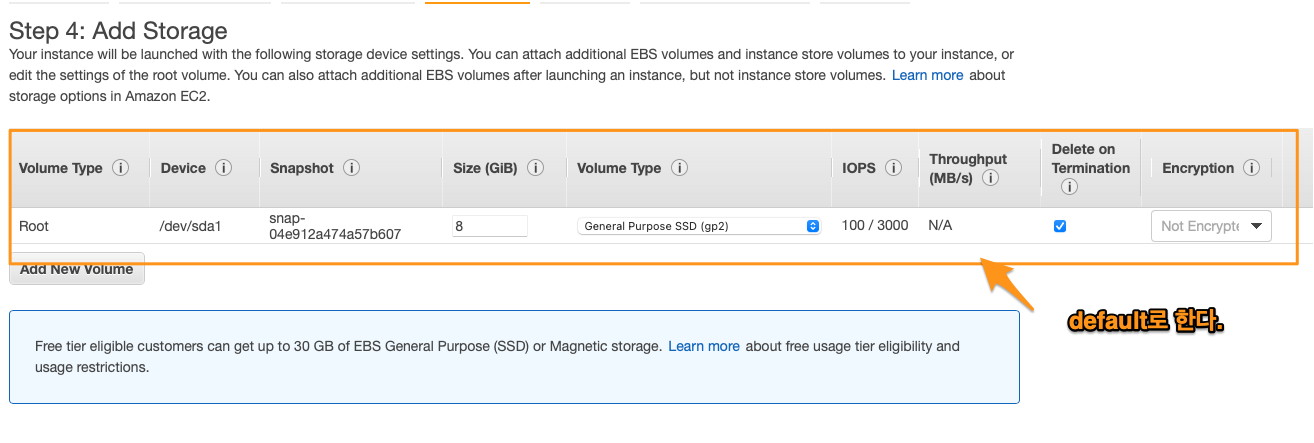 Step 4: Add Storage
Your instance will be launched with the following storage device settings. You can attach additional EBS volumes and instance store volumes to your instance, or
edit the settings of the root volume. You can also attach additional EBS volumes after launching an instance, but not instance store volumes. Learn more about
storage options in Amazon EC2.
Volume Type i Device i Snapshot i Size (GiB) i Volume Type i IOPS i Throughput (MB/s) i Delete on Termination i Encryption i
Root /dev/sda1 snap-04e912a474a57b607 8 General Purpose SSD (gp2) 100 / 3000 N/A Not Encrypte
Add New Volume
default로 한다.
Free tier eligible customers can get up to 30 GB of EBS General Purpose (SSD) or Magnetic storage. Learn more about free usage tier eligibility and
usage restrictions.